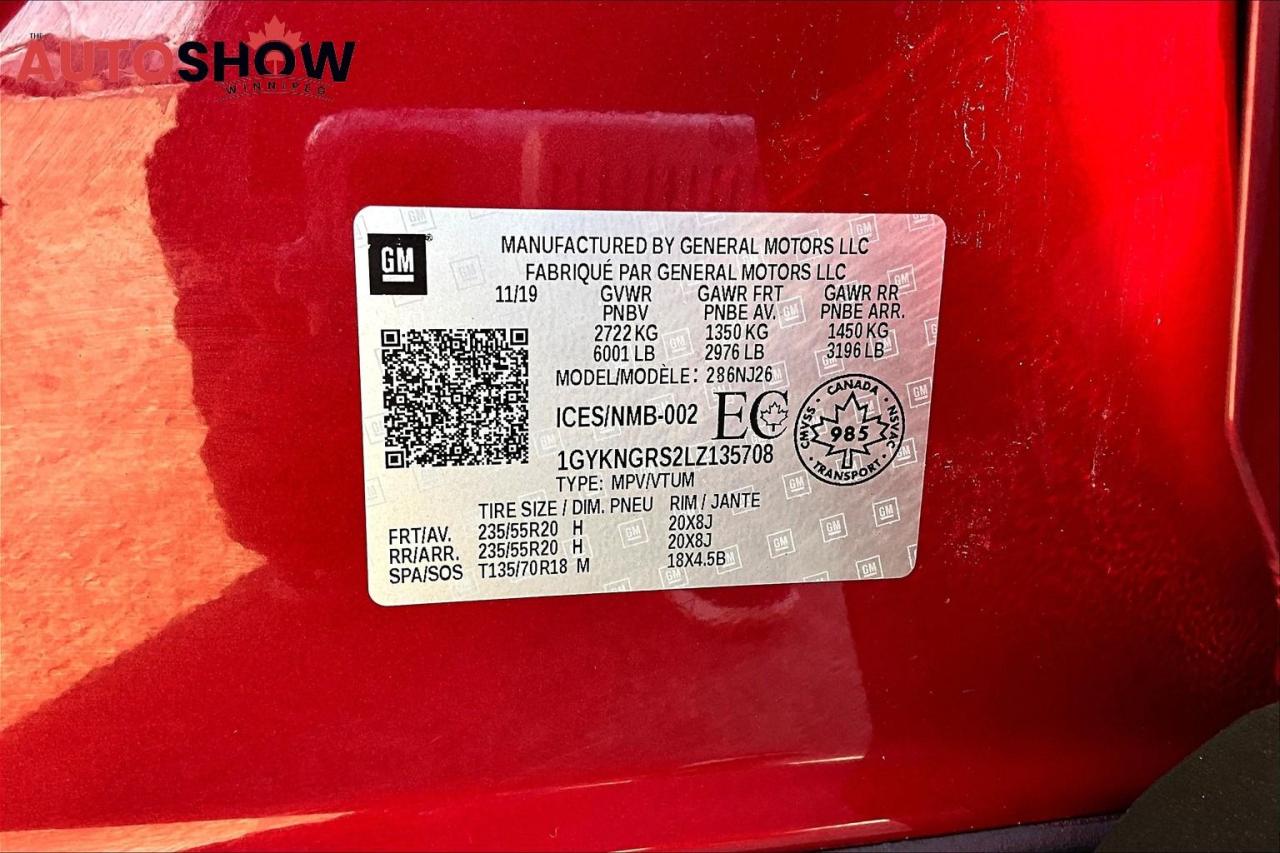 THE
AUTOSHOW
WINNIPEG
GM
MANUFACTURED BY GENERAL MOTORS LLC
FABRIQUÉ PAR GENERAL MOTORS LLC
11/19 GVWR GAWR FRT GAWR RR
PNBV PNBE AV. PNBE ARR.
2722 KG 1350 KG 1450 KG
6001 LB 2976 LB 3196 LB
MODEL/MODÈLE: 286NJ26
ICES/NMB-002 EC
CANADA
CMVSS · NSVAC
985
TRANSPORT
1GYKNGRS2LZ135708
TYPE: MPV/VTUM
TIRE SIZE / DIM. PNEU RIM / JANTE
FRT/AV. 235/55R20 H 20X8J
RR/ARR. 235/55R20 H 20X8J
SPA/SOS T135/70R18 M 18X4.5B